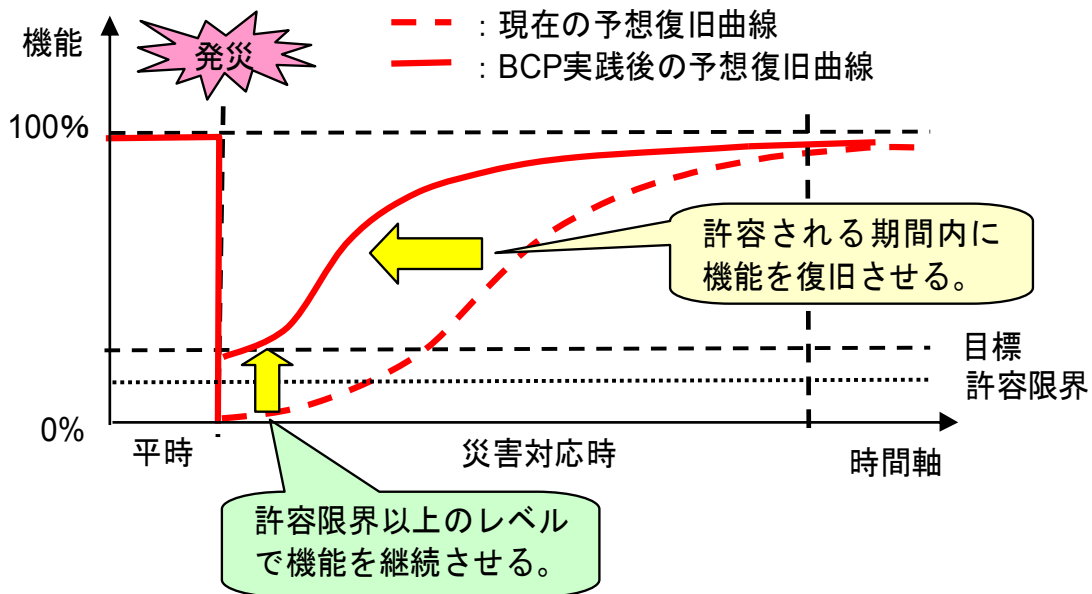 機能
発災
：現在の予想復旧曲線
：BCP実践後の予想復旧曲線
100%
許容される期間内に
機能を復旧させる。
目標
許容限界
0%
平時
災害対応時
時間軸
許容限界以上のレベル
で機能を継続させる。